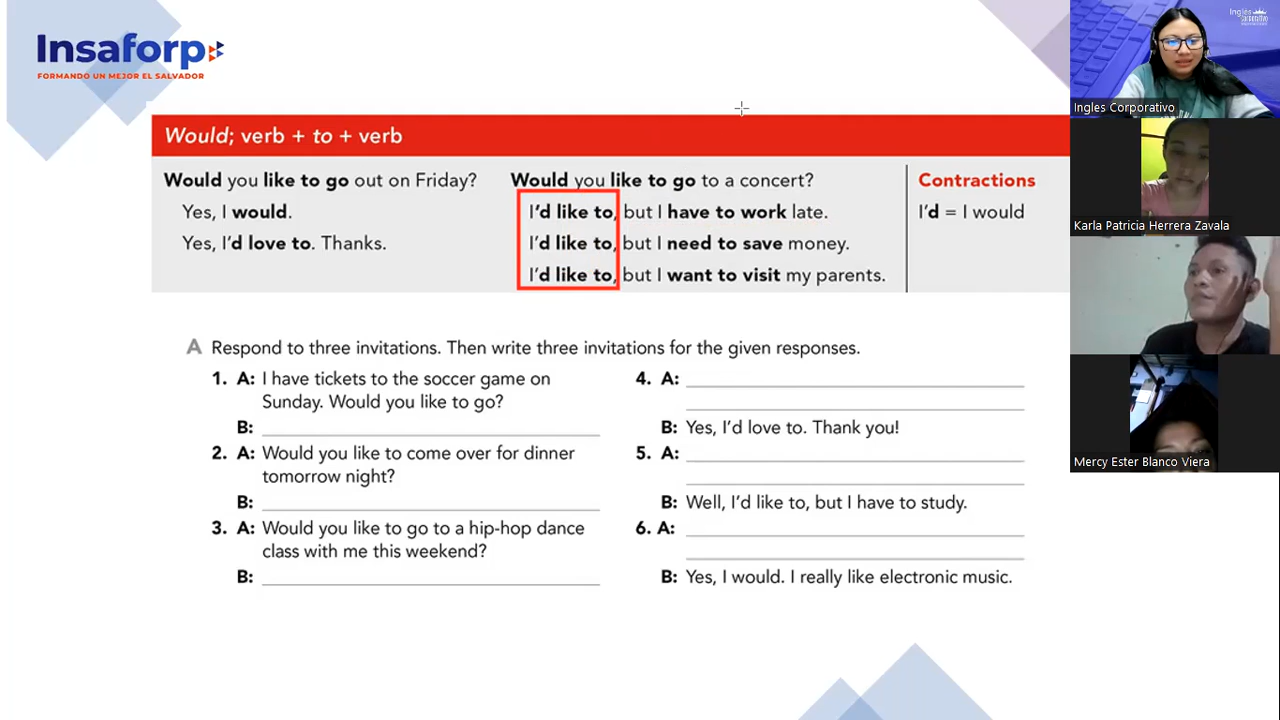 Insaforp
FORMANDO UN MEJOR EL SALVADOR
Would; verb + to + verb
Would you like to go out on Friday?
Yes, I would.
Yes, I'd love to. Thanks.
Would you like to go to a concert?
I'd like to, but I have to work late.
I'd like to, but I need to save money.
I'd like to, but I want to visit my parents.
Contractions
I'd = I would
A Respond to three invitations. Then write three invitations for the given responses.
1. A: I have tickets to the soccer game on
Sunday. Would you like to go?
B:
2. A: Would you like to come over for dinner
tomorrow night?
B:
3. A: Would you like to go to a hip-hop dance
class with me this weekend?
B:
4. A:
B: Yes, I'd love to. Thank you!
5. A:
B: Well, I'd like to, but I have to study.
6. A:
B: Yes, I would. I really like electronic music.
Inglés
Ingles Corporativo
Karla Patricia Herrera Zavala
Mercy Ester Blanco Viera